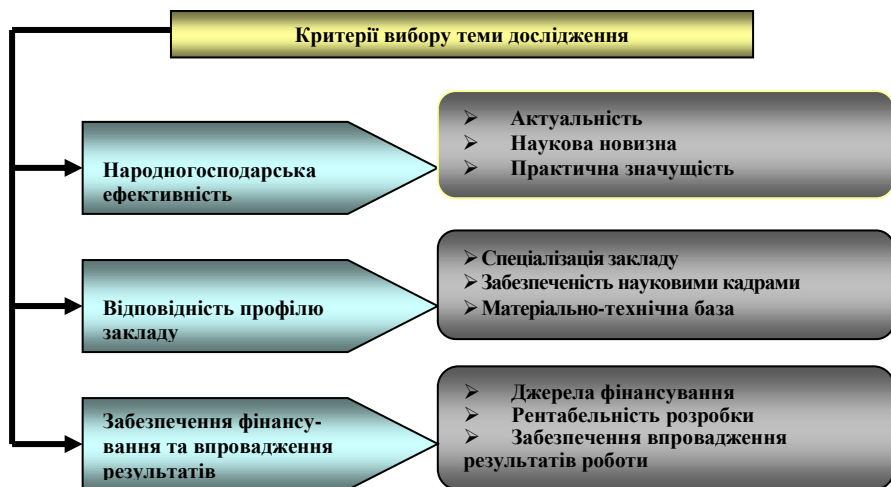 Критерії вибору теми дослідження
Народногосподарська
ефективність
➢ Актуальність
➢ Наукова новизна
➢ Практична значущість
Відповідність профілю
закладу
➢ Спеціалізація закладу
➢ Забезпеченість науковими кадрами
➢ Матеріально-технічна база
Забезпечення фінансу-
вання та впровадження
результатів
➢ Джерела фінансування
➢ Рентабельність розробки
➢ Забезпечення впровадження
результатів роботи